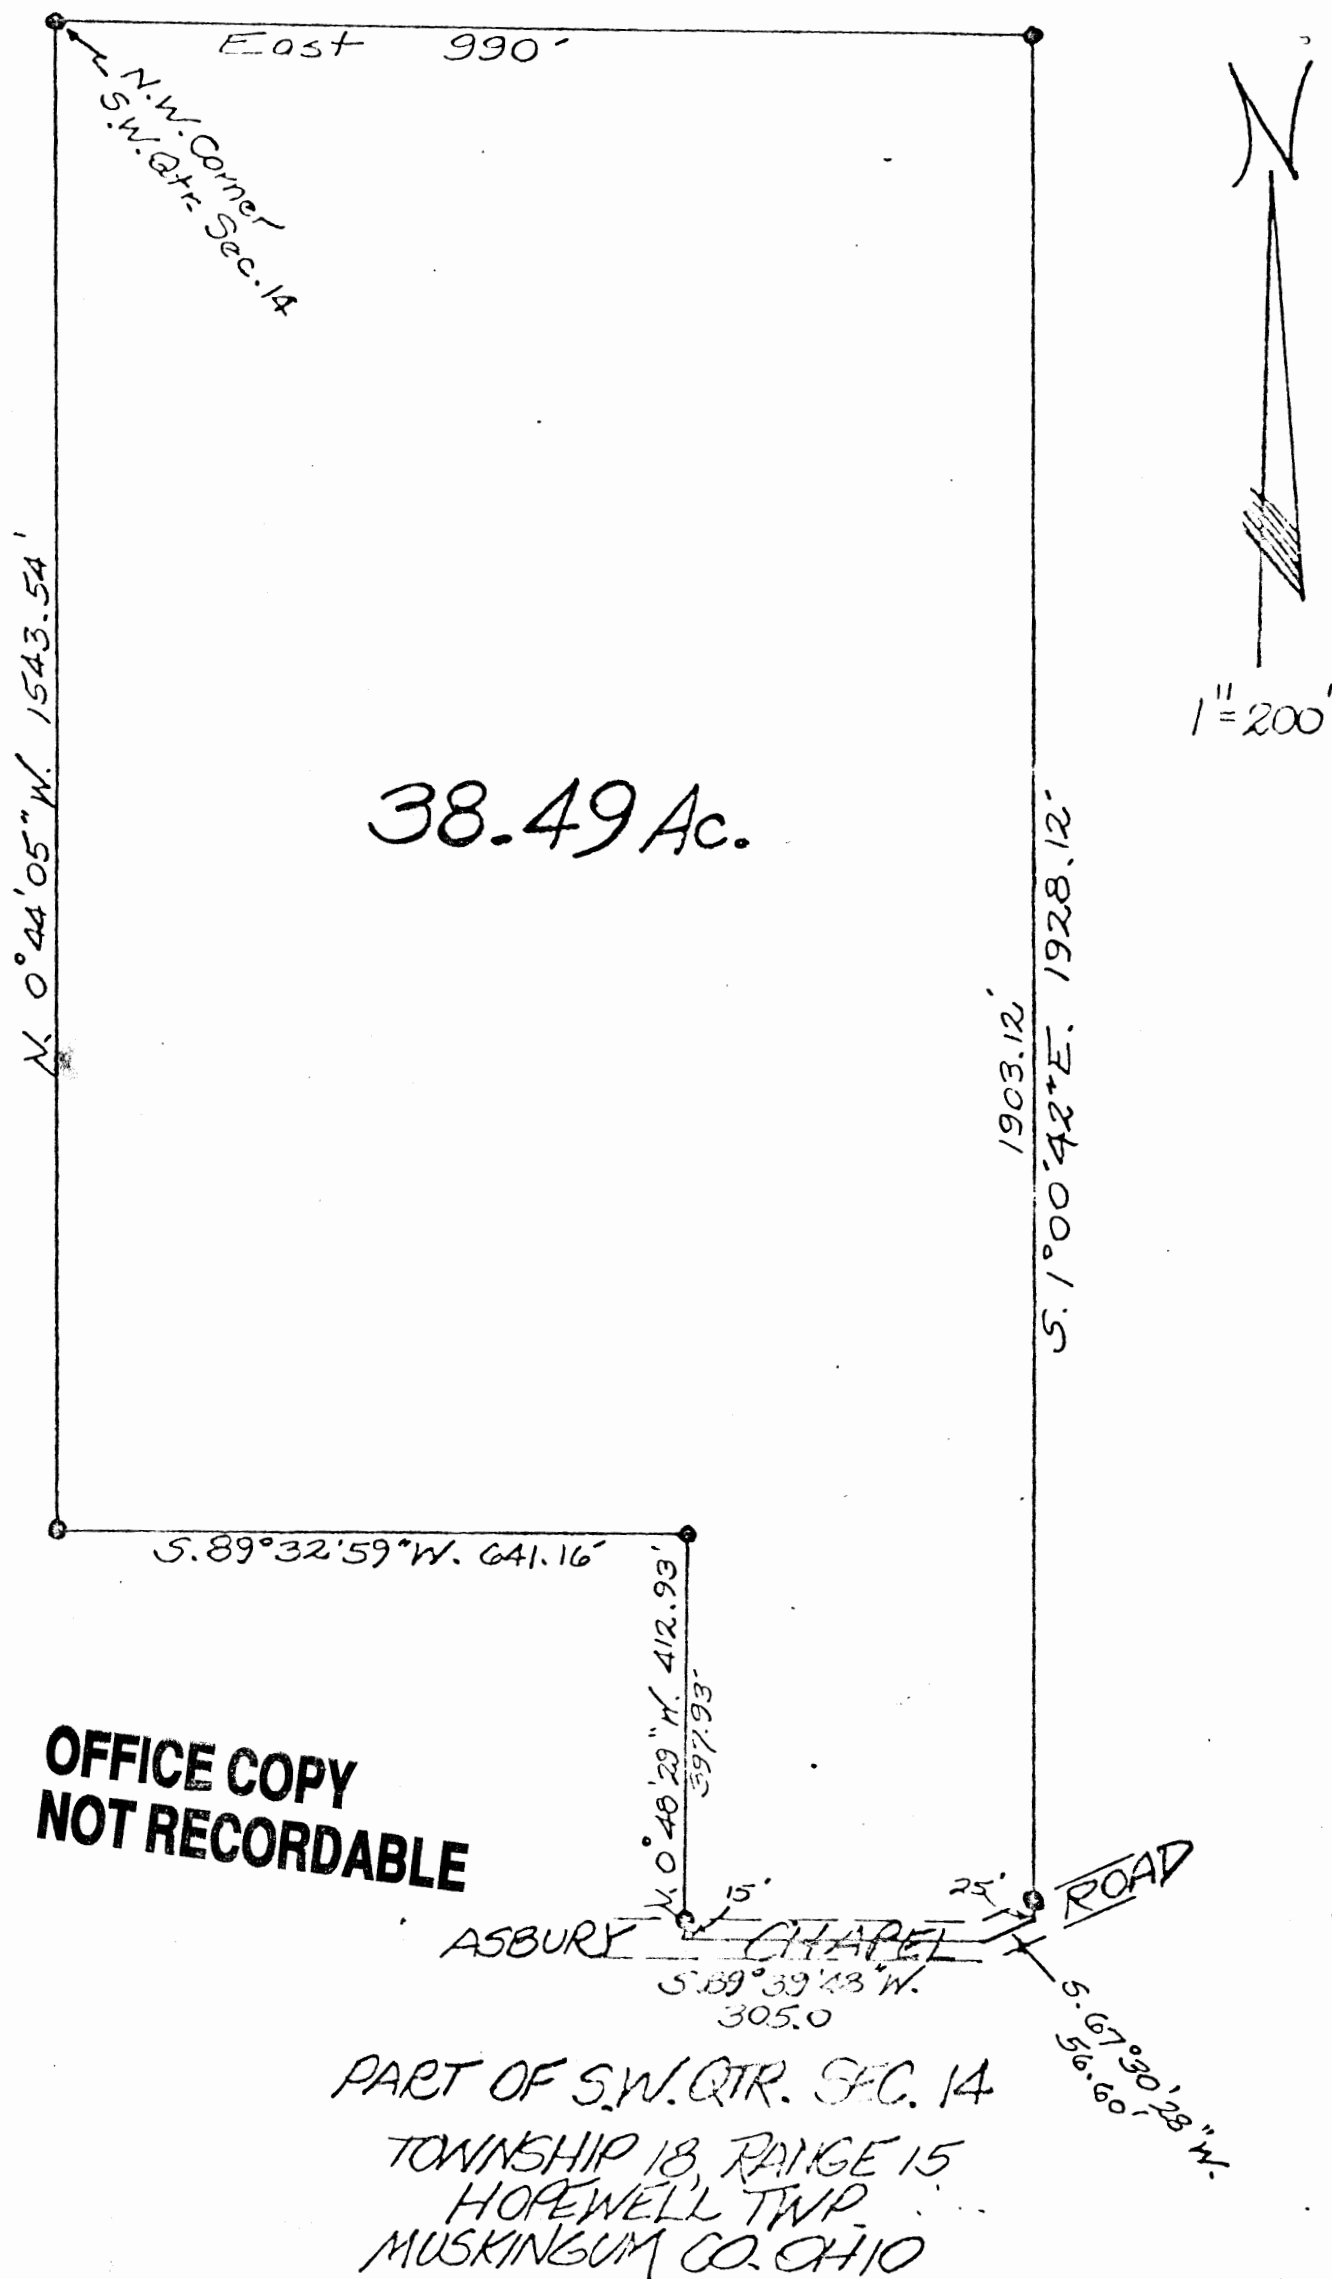 East 990'
N.W. Corner
S.W. Qtr. Sec. 14
N
1"=200'
N. 0°44'05"W. 1543.54'
38.49 Ac.
1903.12'
S. 1°00'42"E. 1928.12'
S. 89°32'59"W. 641.16'
N. 0°48'29"W. 412.93'
397.93'
OFFICE COPY
NOT RECORDABLE
15'
25'
ASBURY CHAPEL ROAD
S. 89°39'48"W.
305.0
S. 67°30'28"W.
56.60'
PART OF S.W. QTR. SEC. 14
TOWNSHIP 18, RANGE 15
HOPEWELL TWP.
MUSKINGUM CO. OHIO